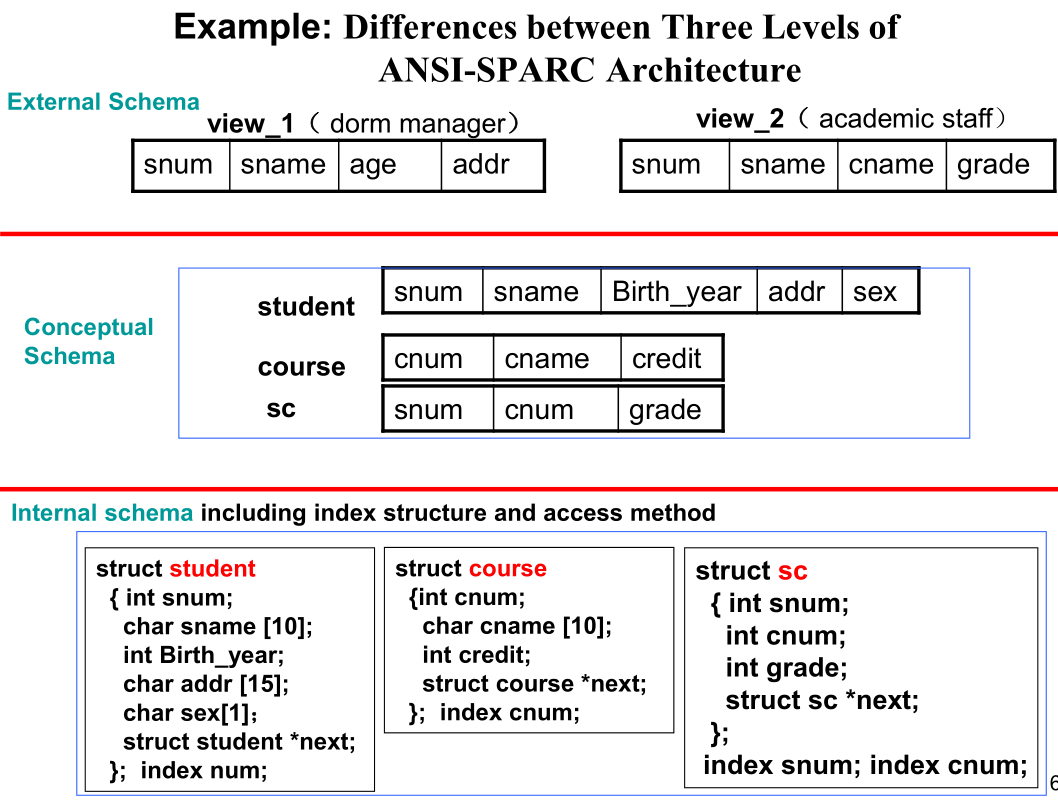 Example: Differences between Three Levels of
ANSI-SPARC Architecture
External Schema
view_1（ dorm manager）
snum sname age addr
view_2（ academic staff）
snum sname cname grade
Conceptual
Schema
student
snum sname Birth_year addr sex
course
cnum cname credit
sc
snum cnum grade
Internal schema including index structure and access method
struct student
{ int snum;
char sname [10];
int Birth_year;
char addr [15];
char sex[1]；
struct student *next;
}; index num;
struct course
{int cnum;
char cname [10];
int credit;
struct course *next;
}; index cnum;
struct sc
{ int snum;
int cnum;
int grade;
struct sc *next;
};
index snum; index cnum;
6